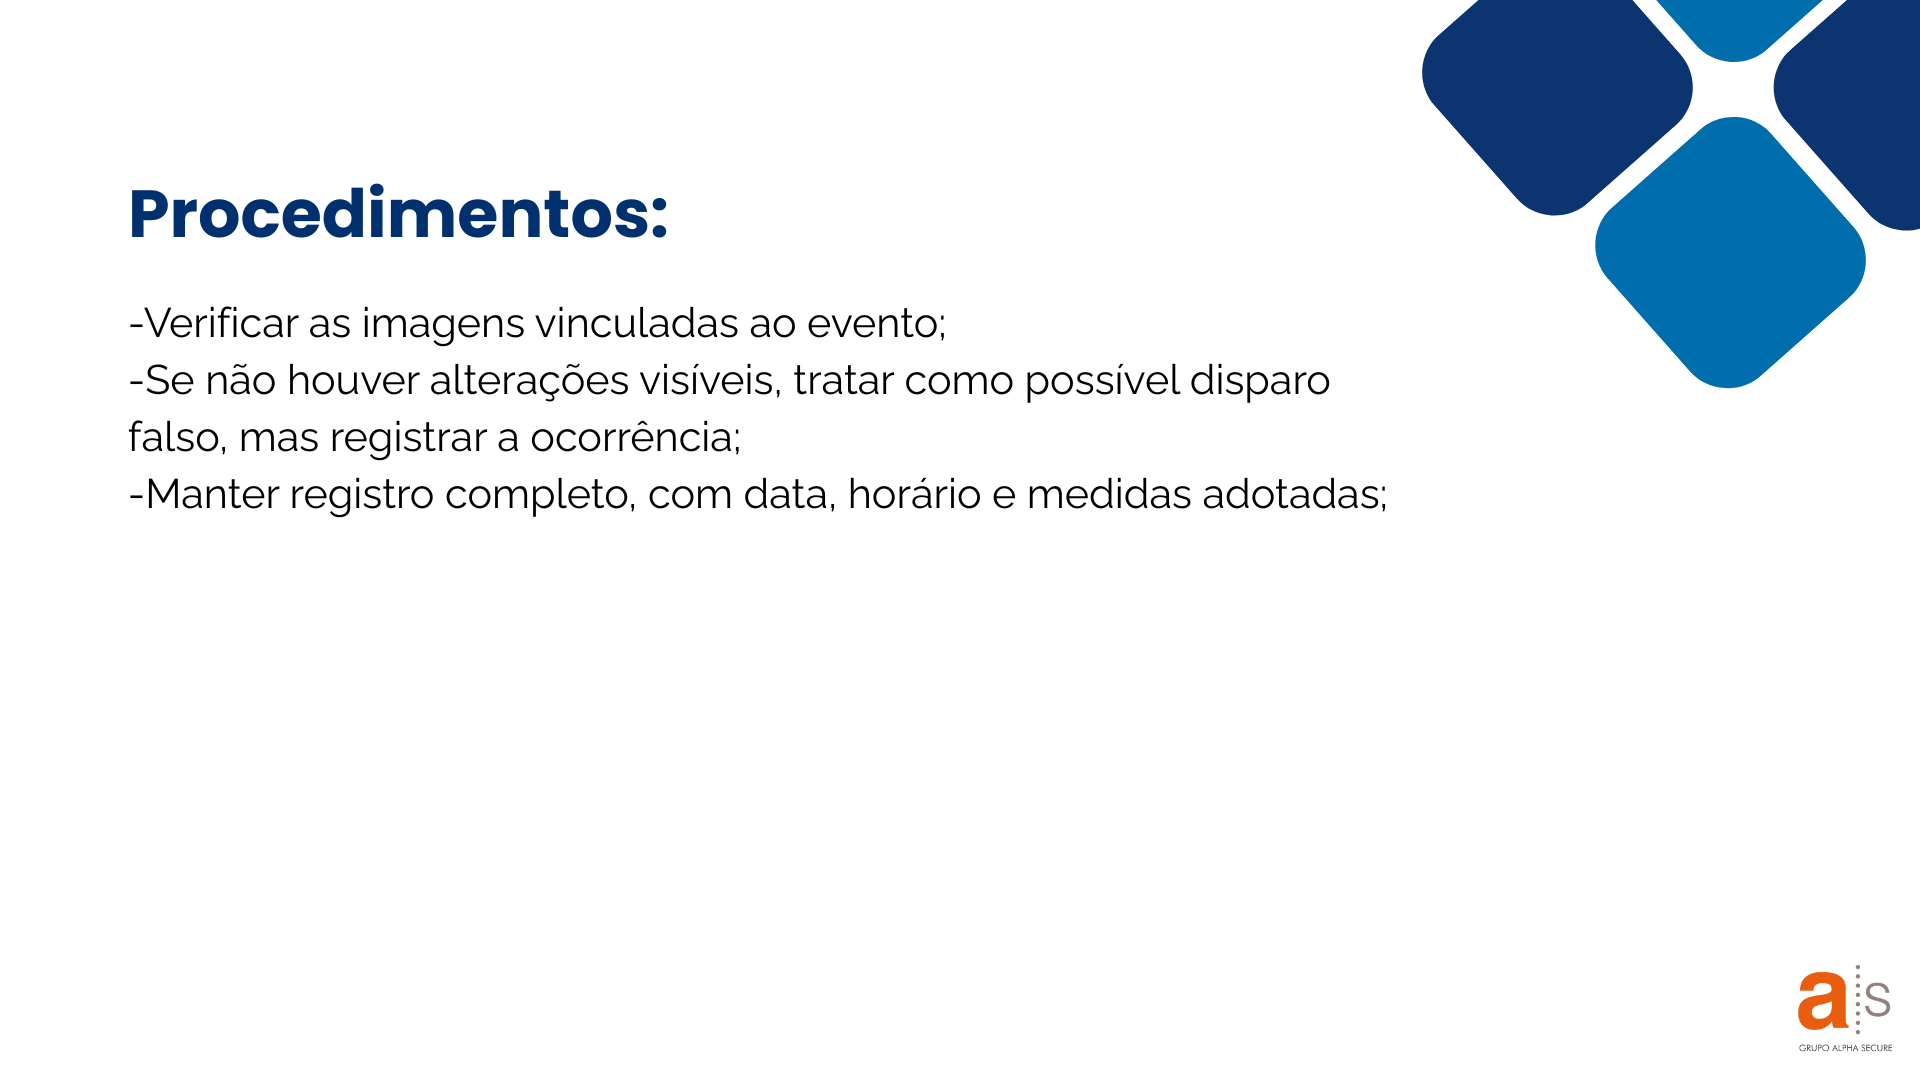 Procedimentos:
-Verificar as imagens vinculadas ao evento;
-Se não houver alterações visíveis, tratar como possível disparo
falso, mas registrar a ocorrência;
-Manter registro completo, com data, horário e medidas adotadas;
a s
GRUPO ALPHA SECURE